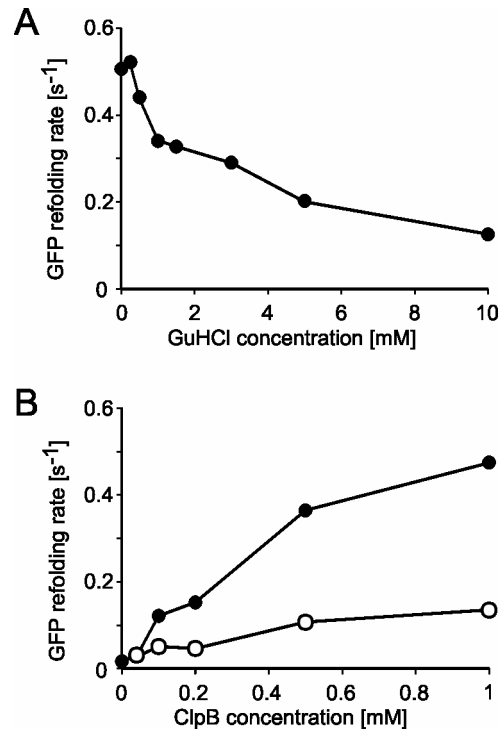 A
GFP refolding rate [s-1]
0.6
0.4
0.2
0
0 2 4 6 8 10
GuHCl concentration [mM]
B
GFP refolding rate [s-1]
0.6
0.4
0.2
0
0 0.2 0.4 0.6 0.8 1
ClpB concentration [mM]